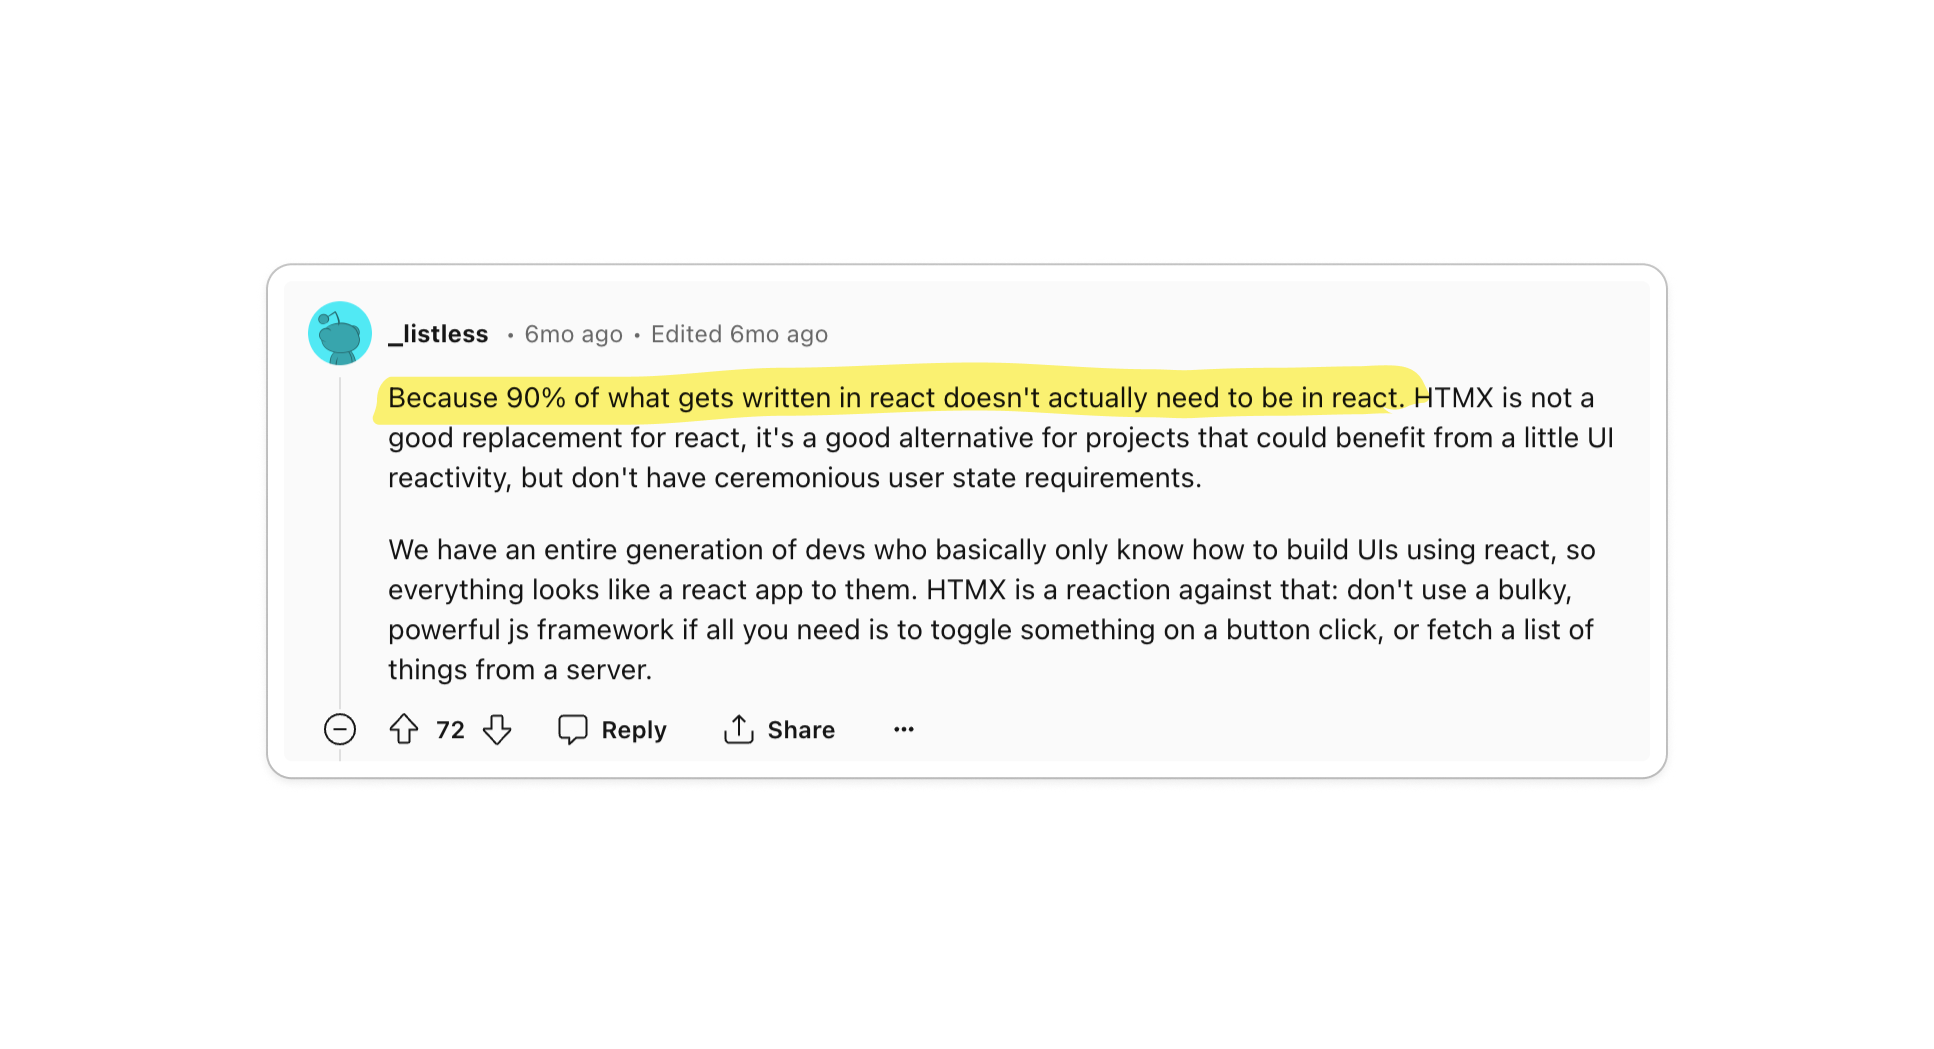 _listless • 6mo ago • Edited 6mo ago
Because 90% of what gets written in react doesn't actually need to be in react. HTMX is not a
good replacement for react, it's a good alternative for projects that could benefit from a little UI
reactivity, but don't have ceremonious user state requirements.
We have an entire generation of devs who basically only know how to build UIs using react, so
everything looks like a react app to them. HTMX is a reaction against that: don't use a bulky,
powerful js framework if all you need is to toggle something on a button click, or fetch a list of
things from a server.
72 Reply Share ...